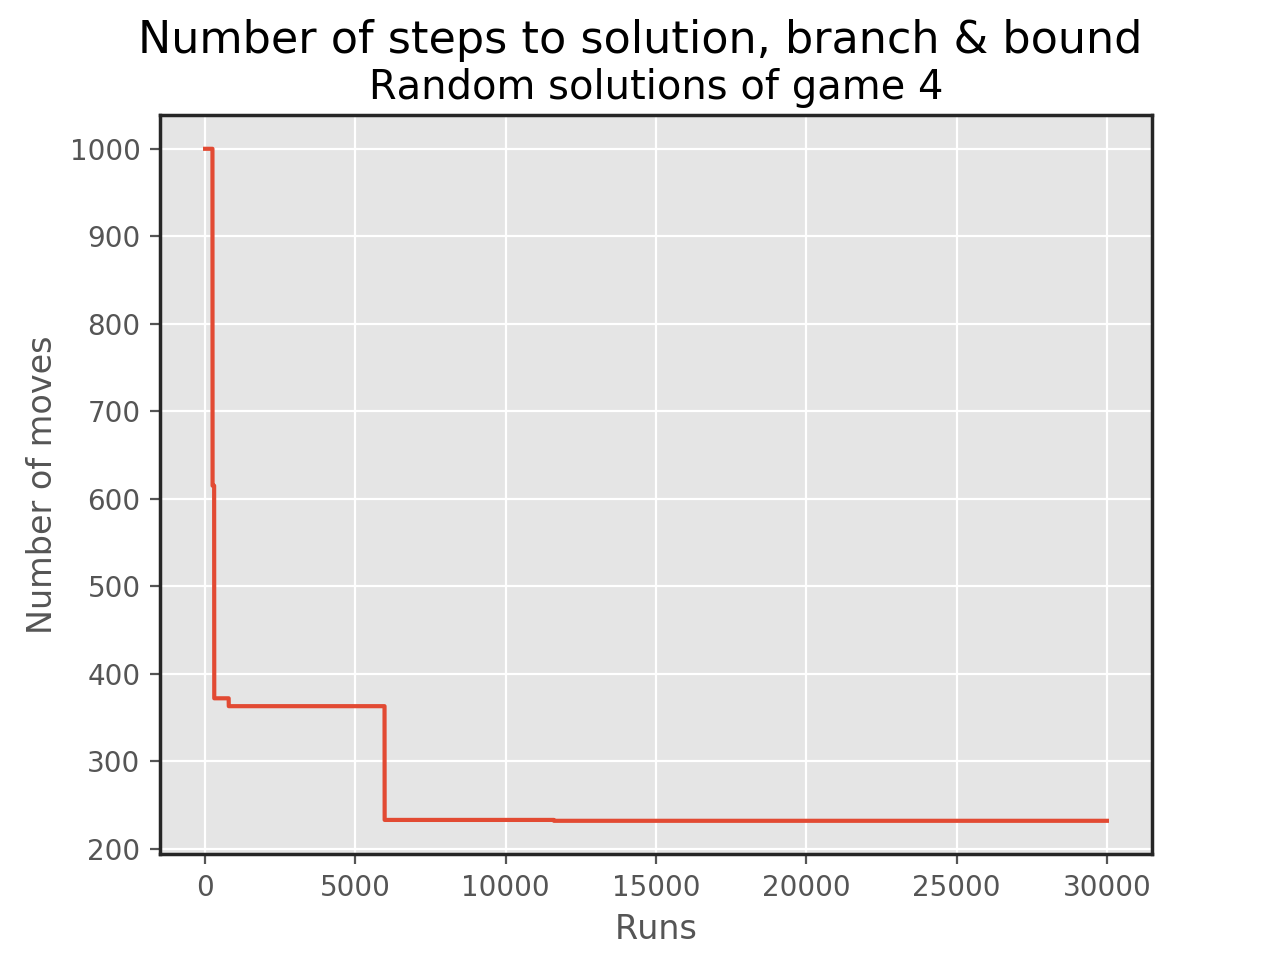 Number of steps to solution, branch & bound
Random solutions of game 4
1000
900
800
700
600
500
400
300
200
Number of moves
0 5000 10000 15000 20000 25000 30000
Runs